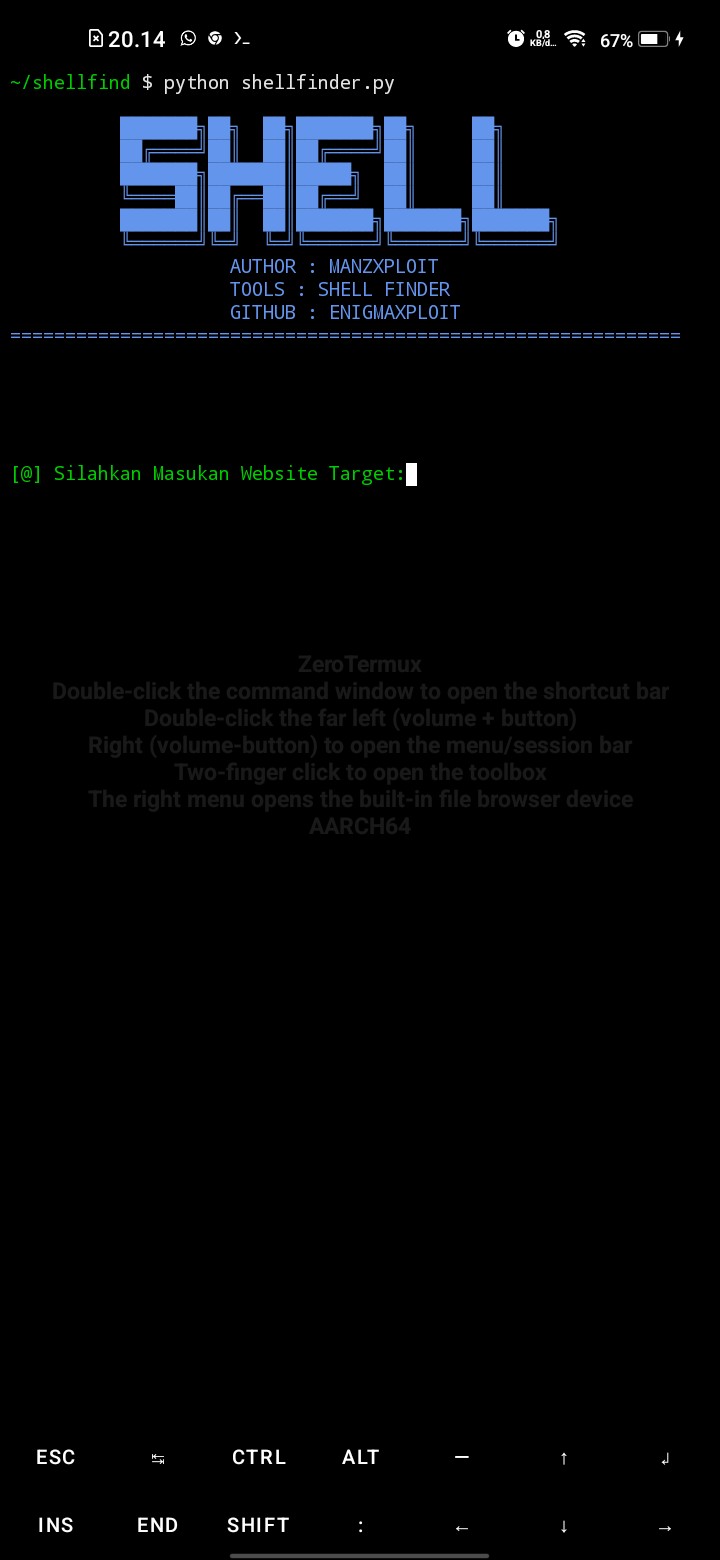 20.14 0,8 KB/d... 67%
~/shellfind $ python shellfinder.py
SHELL
AUTHOR : MANZXPLOIT
TOOLS : SHELL FINDER
GITHUB : ENIGMAXPLOIT
=============================================================
[@] Silahkan Masukan Website Target:
ZeroTermux
Double-click the command window to open the shortcut bar
Double-click the far left (volume + button)
Right (volume-button) to open the menu/session bar
Two-finger click to open the toolbox
The right menu opens the built-in file browser device
AARCH64
ESC ↹ CTRL ALT — ↑ ↲
INS END SHIFT : ← ↓ →